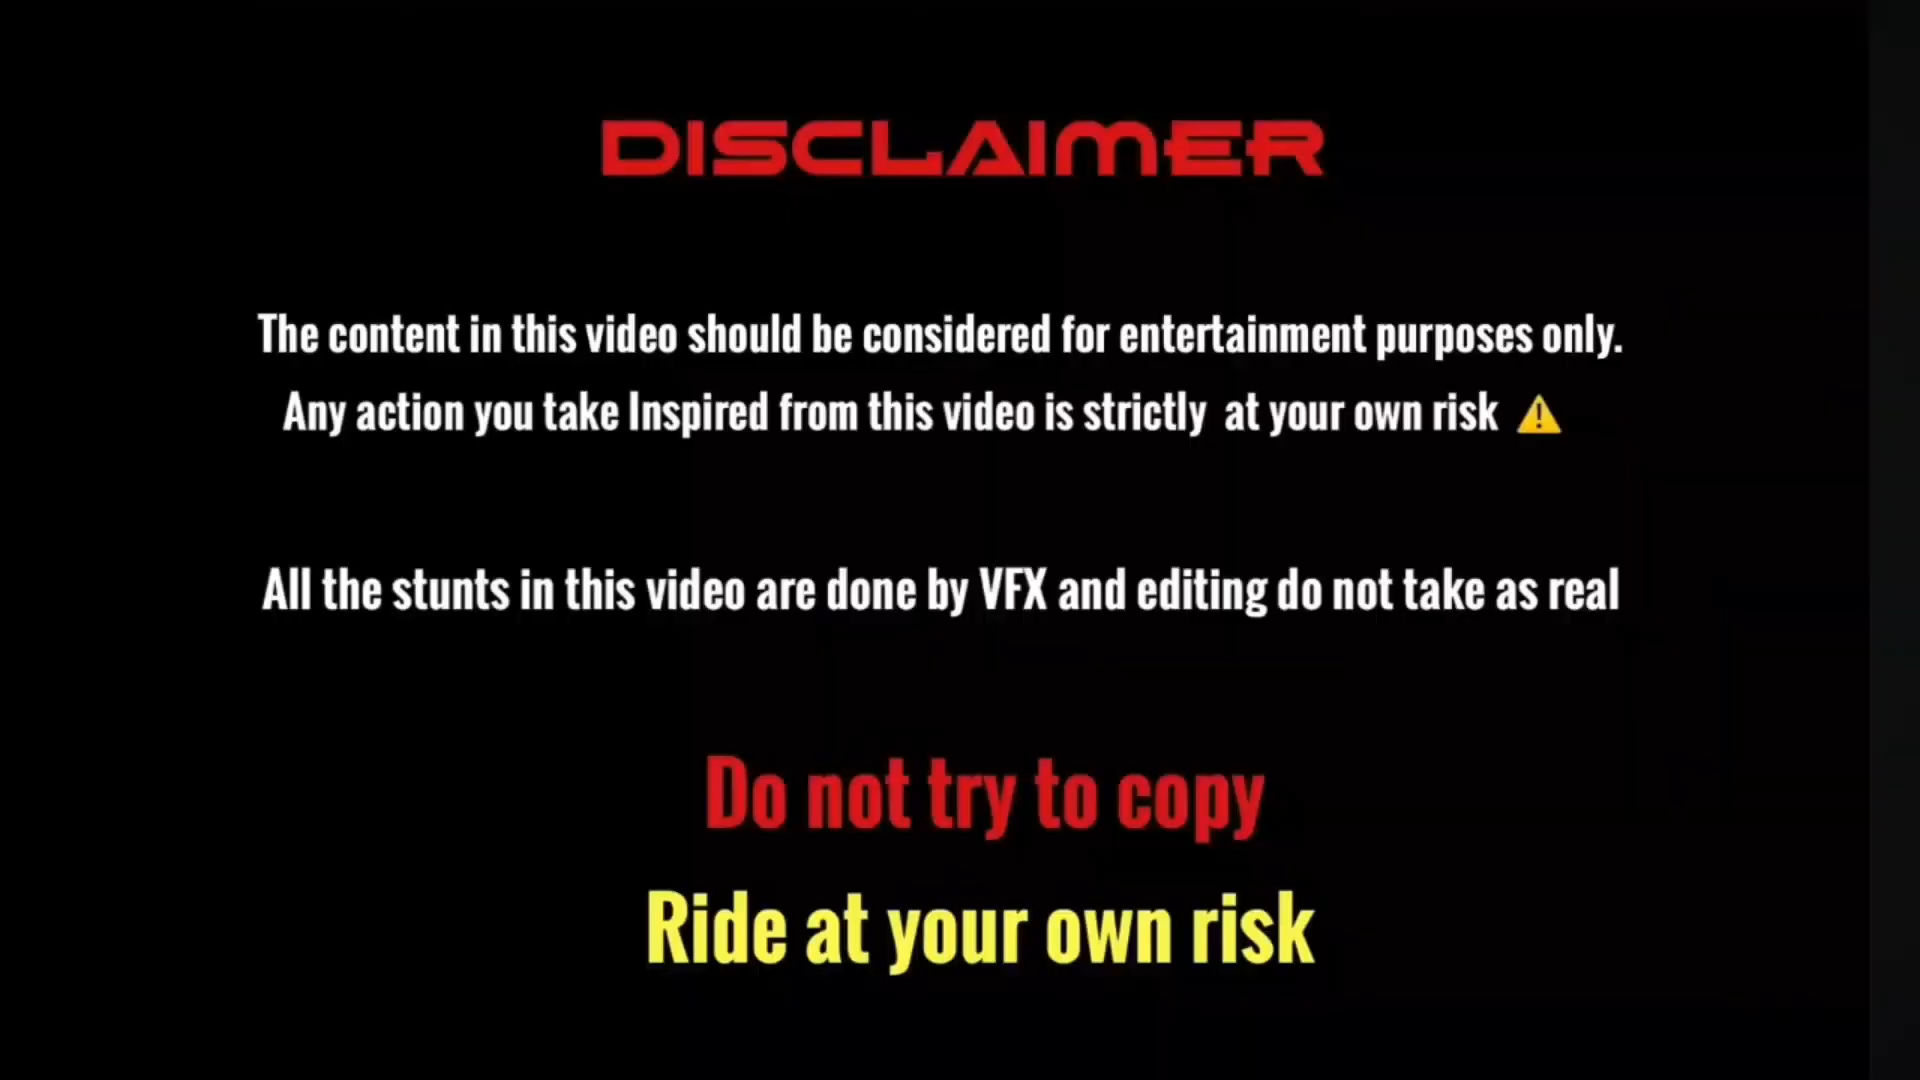 DISCLAIMER
The content in this video should be considered for entertainment purposes only.
Any action you take Inspired from this video is strictly at your own risk ⚠️
All the stunts in this video are done by VFX and editing do not take as real
Do not try to copy
Ride at your own risk